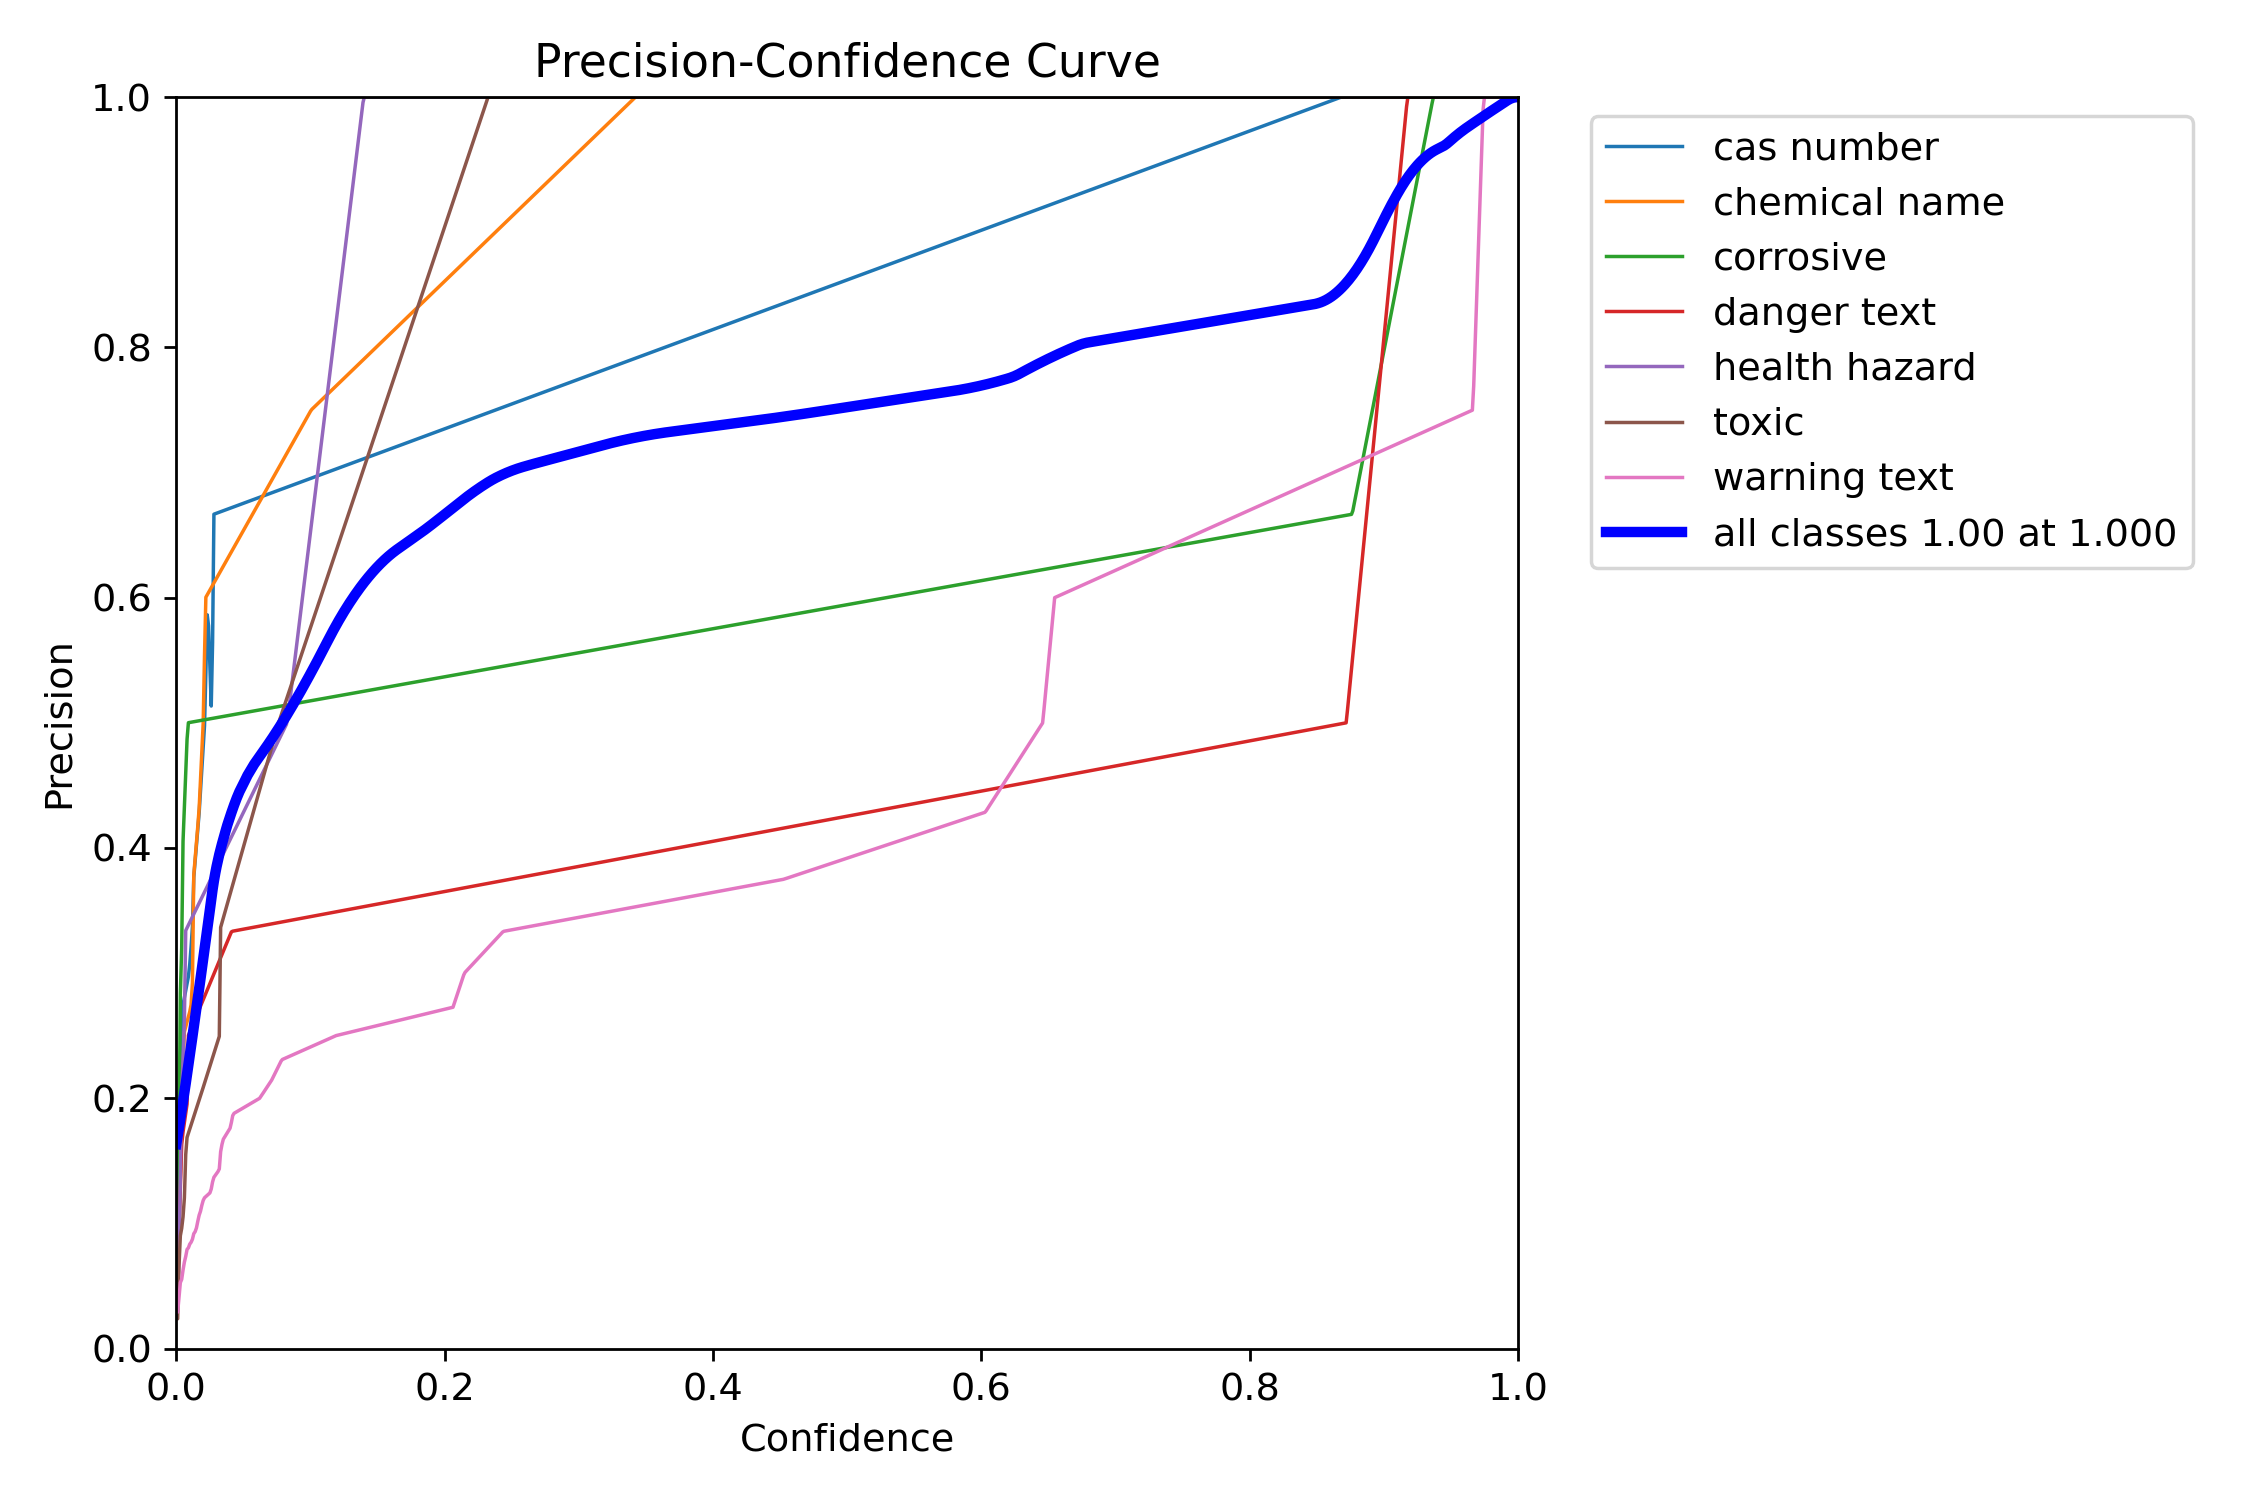 Precision-Confidence Curve
1.0
0.8
0.6
0.4
0.2
0.0
Precision
0.0 0.2 0.4 0.6 0.8 1.0
Confidence
cas number
chemical name
corrosive
danger text
health hazard
toxic
warning text
all classes 1.00 at 1.000